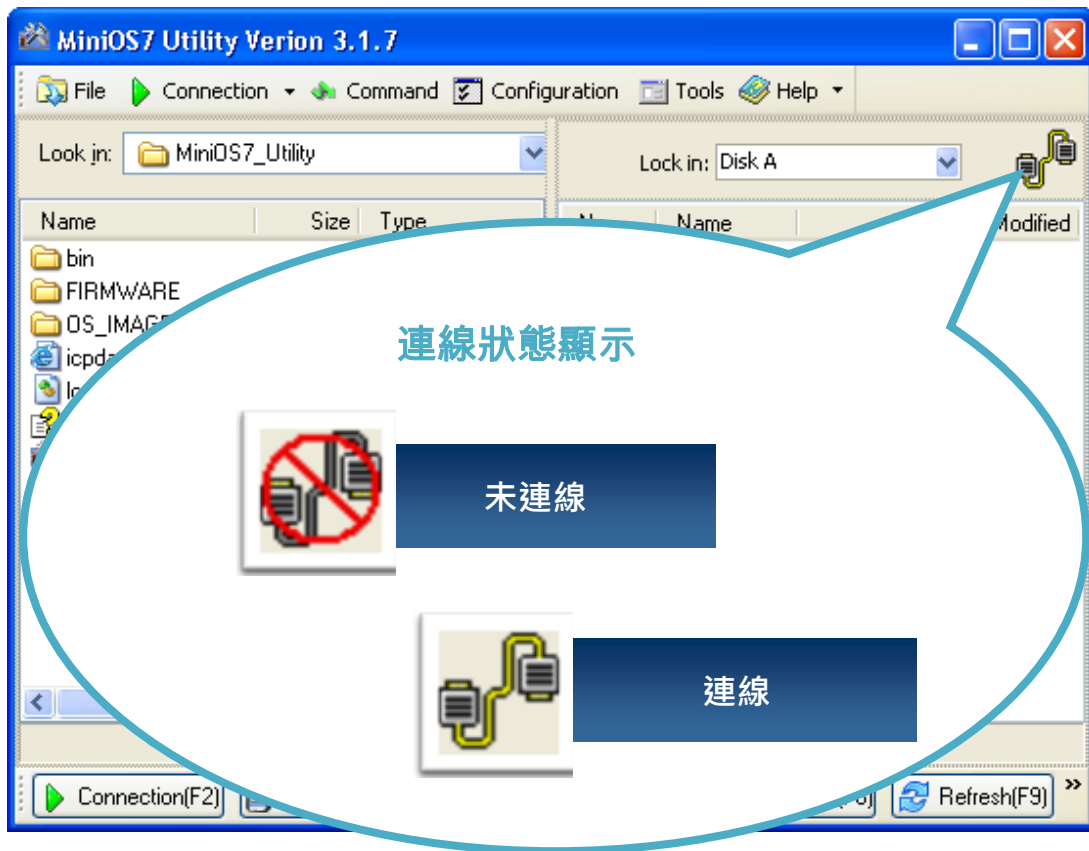 MiniOS7 Utility Verion 3.1.7
File Connection Command Configuration Tools Help
Look in: MiniOS7_Utility
Lock in: Disk A
Name Size Type
Name Modified
bin
FIRMWARE
連線狀態顯示
未連線
連線
Connection(F2) Refresh(F9) »